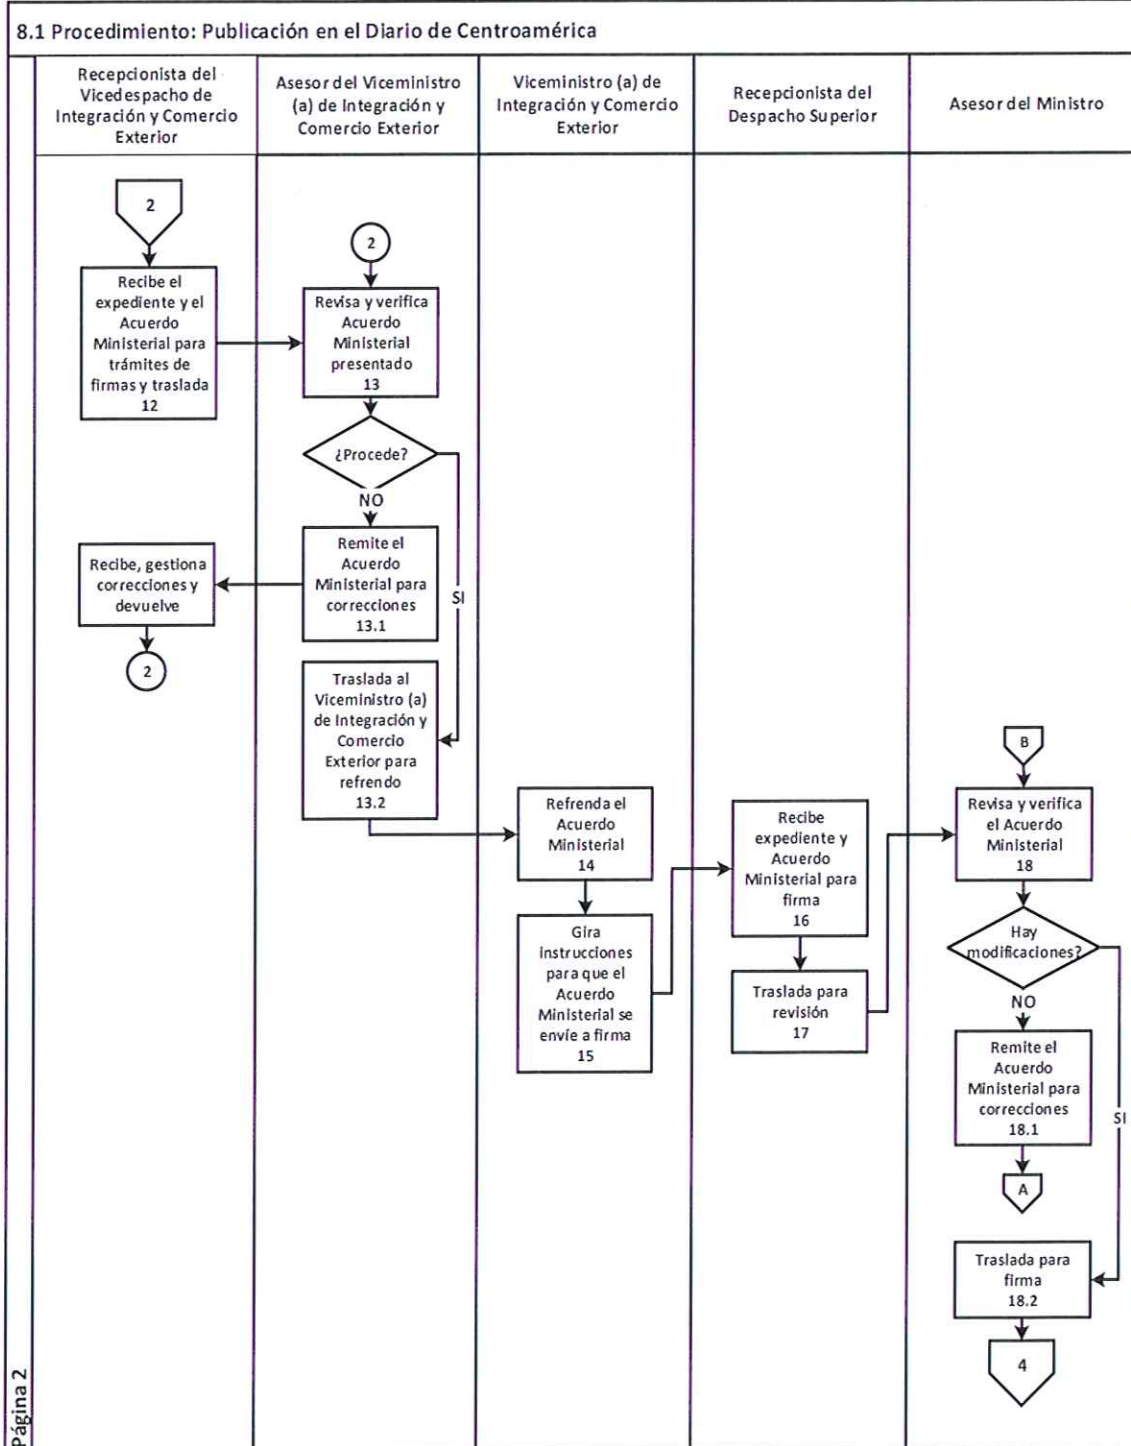 8.1 Procedimiento: Publicación en el Diario de Centroamérica
Recepcionista del
Vicedespacho de
Integración y Comercio
Exterior
Asesor del Viceministro
(a) de Integración y
Comercio Exterior
Viceministro (a) de
Integración y Comercio
Exterior
Recepcionista del
Despacho Superior
Asesor del Ministro
2
Recibe el
expediente y el
Acuerdo
Ministerial para
trámites de
firmas y traslada
12
2
Revisa y verifica
Acuerdo
Ministerial
presentado
13
¿Procede?
NO
SI
Remite el
Acuerdo
Ministerial para
correcciones
13.1
Recibe, gestiona
correcciones y
devuelve
2
Traslada al
Viceministro (a)
de Integración y
Comercio
Exterior para
refrendo
13.2
Refrenda el
Acuerdo
Ministerial
14
Gira
instrucciones
para que el
Acuerdo
Ministerial se
envíe a firma
15
Recibe
expediente y
Acuerdo
Ministerial para
firma
16
Traslada para
revisión
17
B
Revisa y verifica
el Acuerdo
Ministerial
18
Hay
modificaciones?
NO
SI
Remite el
Acuerdo
Ministerial para
correcciones
18.1
A
Traslada para
firma
18.2
4
Página 2